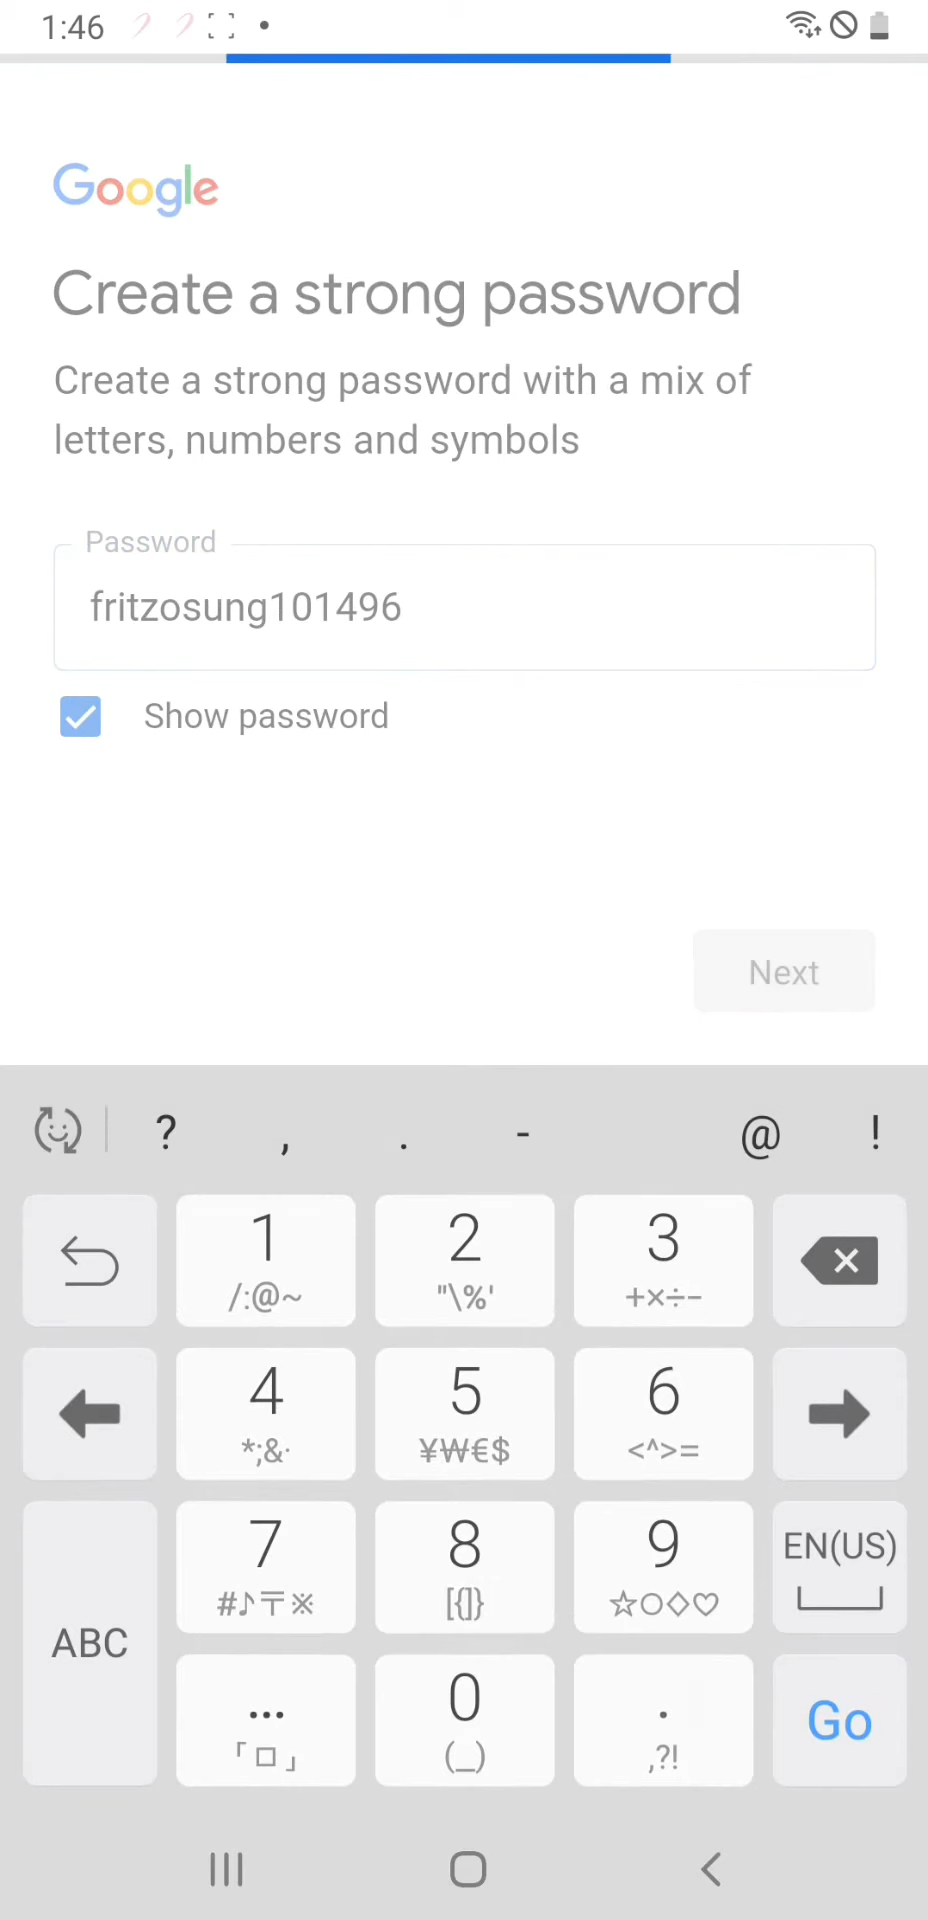 1:46
Google
Create a strong password
Create a strong password with a mix of
letters, numbers and symbols
Password
fritzosung101496
Show password
Next
? , . - @ !
1 2 3
/:@~ "\%' +×÷−
4 5 6
*;&· ¥₩€$ <^>=
7 8 9 EN(US)
#♪〒※ [{]} ☆○◇♡
ABC
... 0 . Go
「ㅁ」 (_) ,?!